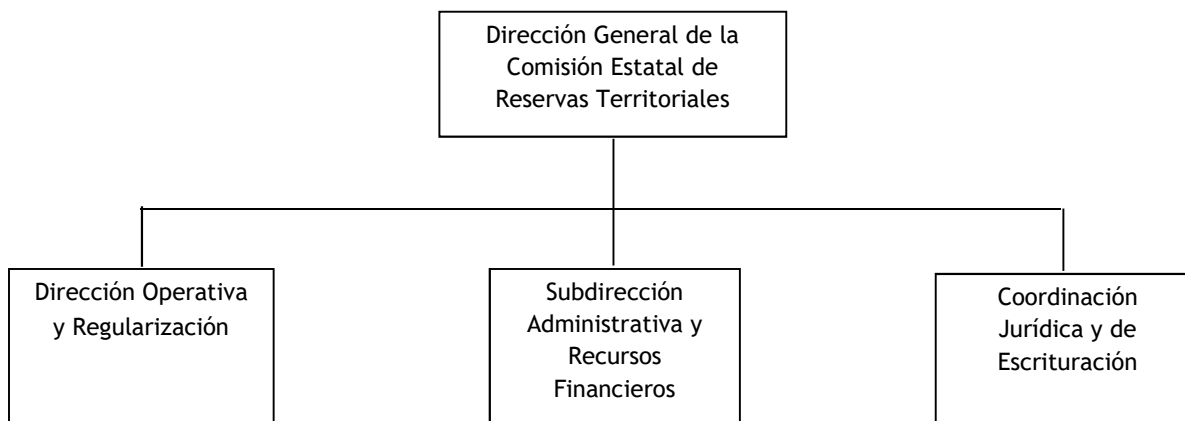 Dirección General de la
Comisión Estatal de
Reservas Territoriales
Dirección Operativa
y Regularización
Subdirección
Administrativa y
Recursos
Financieros
Coordinación
Jurídica y de
Escrituración